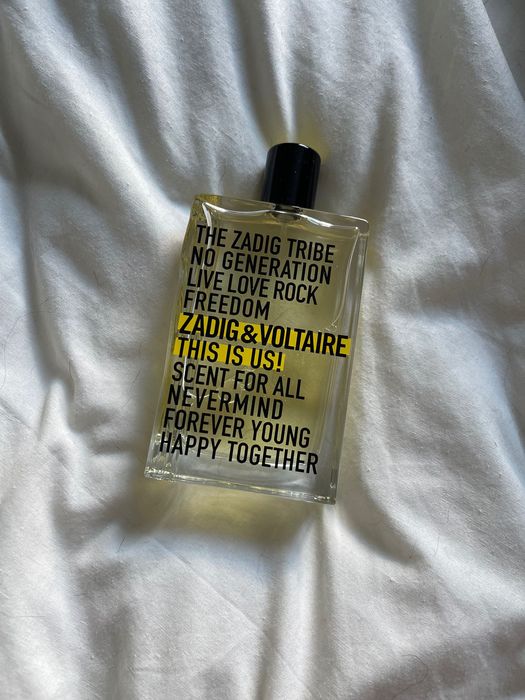 THE ZADIG TRIBE
NO GENERATION
LIVE LOVE ROCK
FREEDOM
ZADIG&VOLTAIRE
THIS IS US!
SCENT FOR ALL
NEVERMIND
FOREVER YOUNG
HAPPY TOGETHER